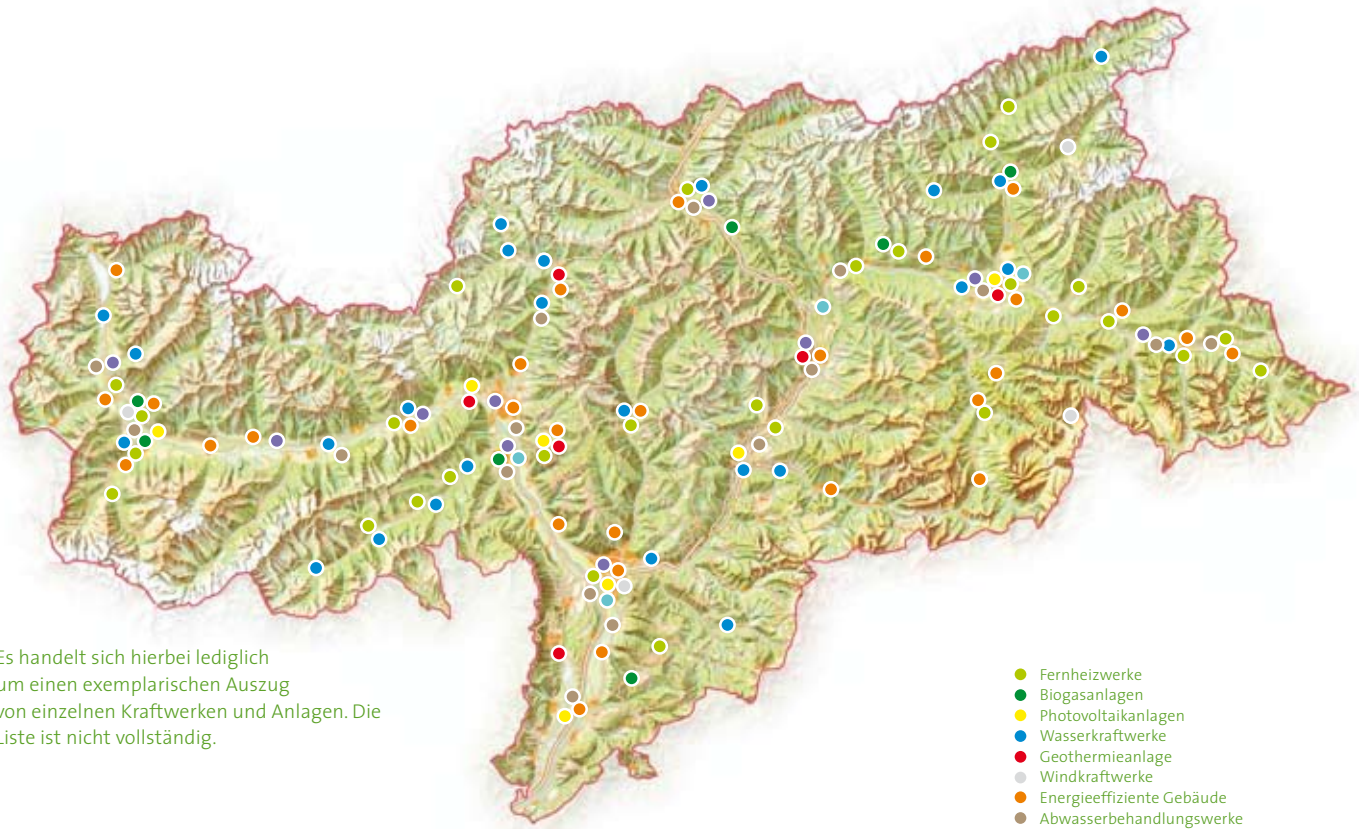 Es handelt sich hierbei lediglich
um einen exemplarischen Auszug
von einzelnen Kraftwerken und Anlagen. Die
Liste ist nicht vollständig.
Fernheizwerke
Biogasanlagen
Photovoltaikanlagen
Wasserkraftwerke
Geothermieanlage
Windkraftwerke
Energieeffiziente Gebäude
Abwasserbehandlungswerke